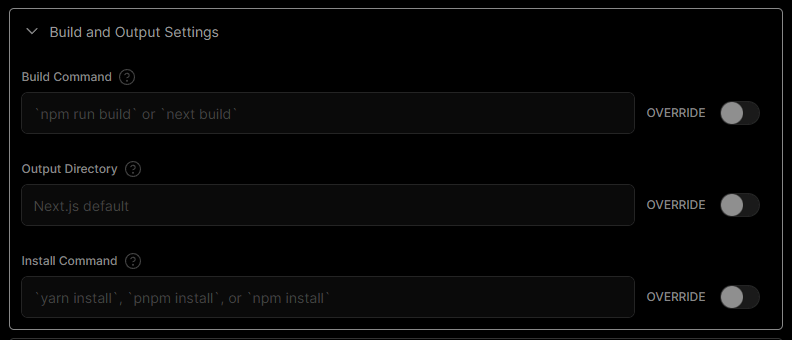 Build and Output Settings
Build Command ?
`npm run build` or `next build`
OVERRIDE
Output Directory ?
Next.js default
OVERRIDE
Install Command ?
`yarn install`, `pnpm install`, or `npm install`
OVERRIDE